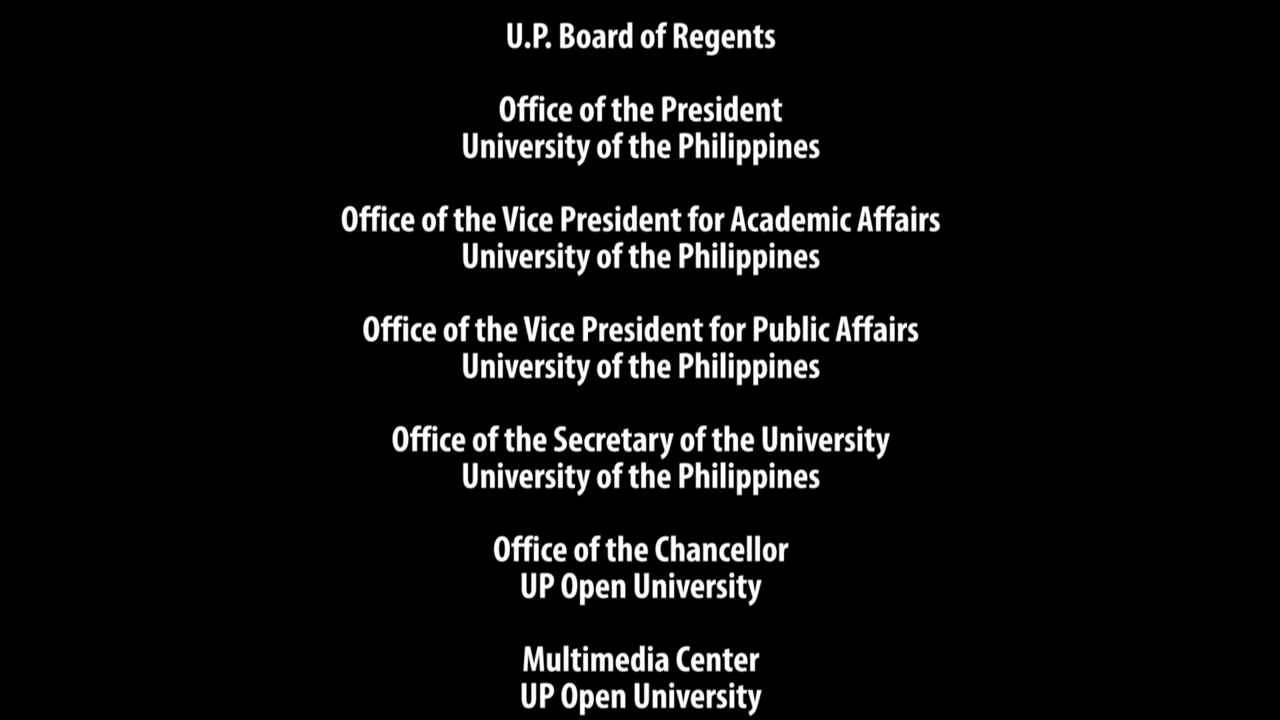 U.P. Board of Regents
Office of the President
University of the Philippines
Office of the Vice President for Academic Affairs
University of the Philippines
Office of the Vice President for Public Affairs
University of the Philippines
Office of the Secretary of the University
University of the Philippines
Office of the Chancellor
UP Open University
Multimedia Center
UP Open University